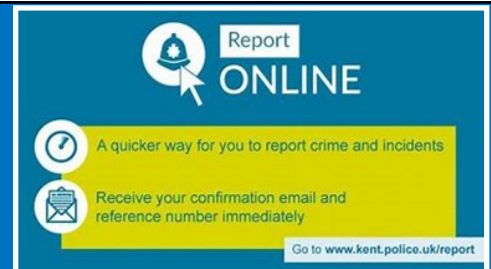 Report
ONLINE
A quicker way for you to report crime and incidents
Receive your confirmation email and
reference number immediately
Go to www.kent.police.uk/report